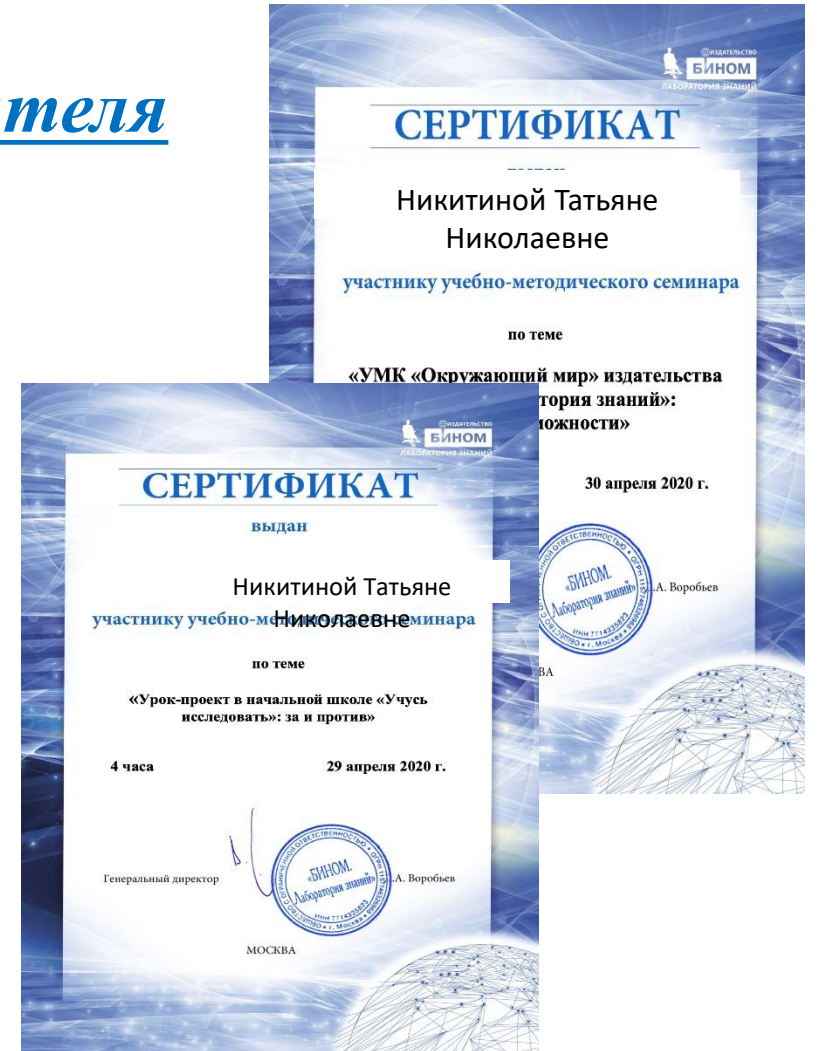 теля
издательство
БИНОМ
ЛАБОРАТОРИЯ ЗНАНИЙ
СЕРТИФИКАТ
Никитиной Татьяне
Николаевне
участнику учебно-методического семинара
по теме
«УМК «Окружающий мир» издательства
тория знаний»:
можности»
30 апреля 2020 г.
А. Воробьев
ВА
издательство
БИНОМ
ЛАБОРАТОРИЯ ЗНАНИЙ
СЕРТИФИКАТ
выдан
Никитиной Татьяне
Николаевне
участнику учебно-методического семинара
по теме
«Урок-проект в начальной школе «Учусь
исследовать»: за и против»
4 часа 29 апреля 2020 г.
Генеральный директор
«БИНОМ.
Лаборатория знаний»
.А. Воробьев
МОСКВА